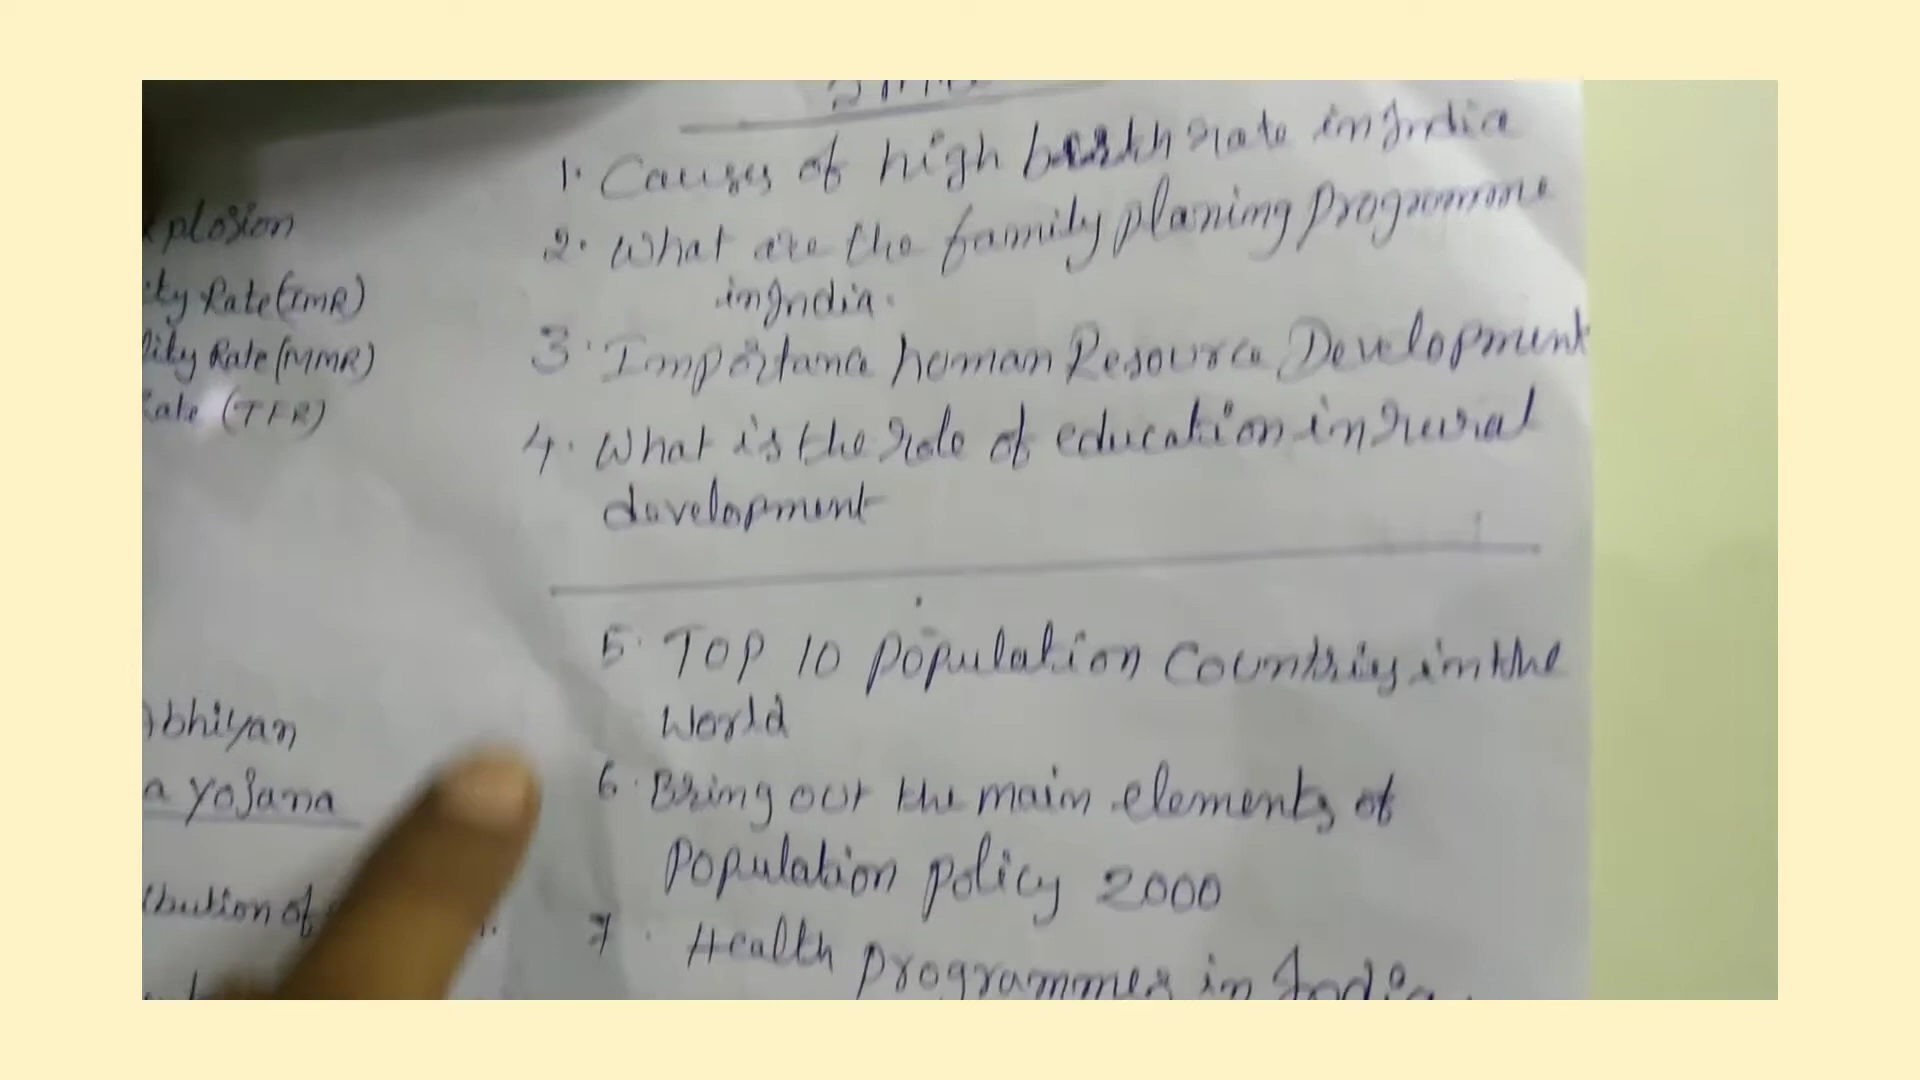 1. Causes of high birth rate in India
2. What are the family planing programme
in India.
3. Importance human Resource Development
4. What is the role of education in rural
development
5. TOP 10 population Countries in the
World
6. Bring out the main elements of
Population policy 2000
7. Health programmes in India.
xplosion
ity Rate (IMR)
lity Rate (MMR)
Rate (TFR)
Abhiyan
a Yojana
ibution of